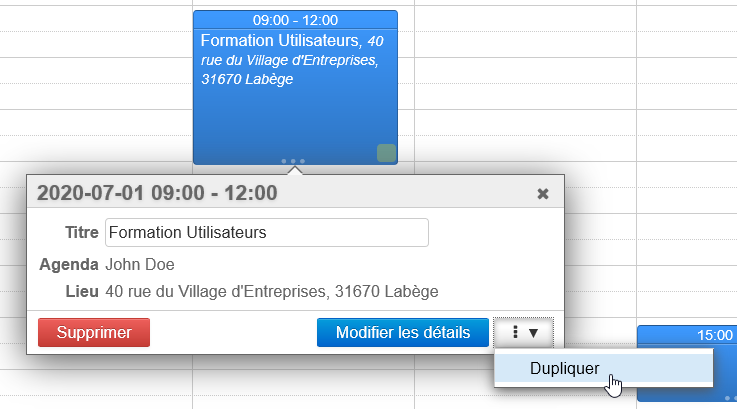 09:00 - 12:00
Formation Utilisateurs, 40
rue du Village d'Entreprises,
31670 Labège
2020-07-01 09:00 - 12:00
Titre Formation Utilisateurs
Agenda John Doe
Lieu 40 rue du Village d'Entreprises, 31670 Labège
Supprimer Modifier les détails
15:00
Dupliquer